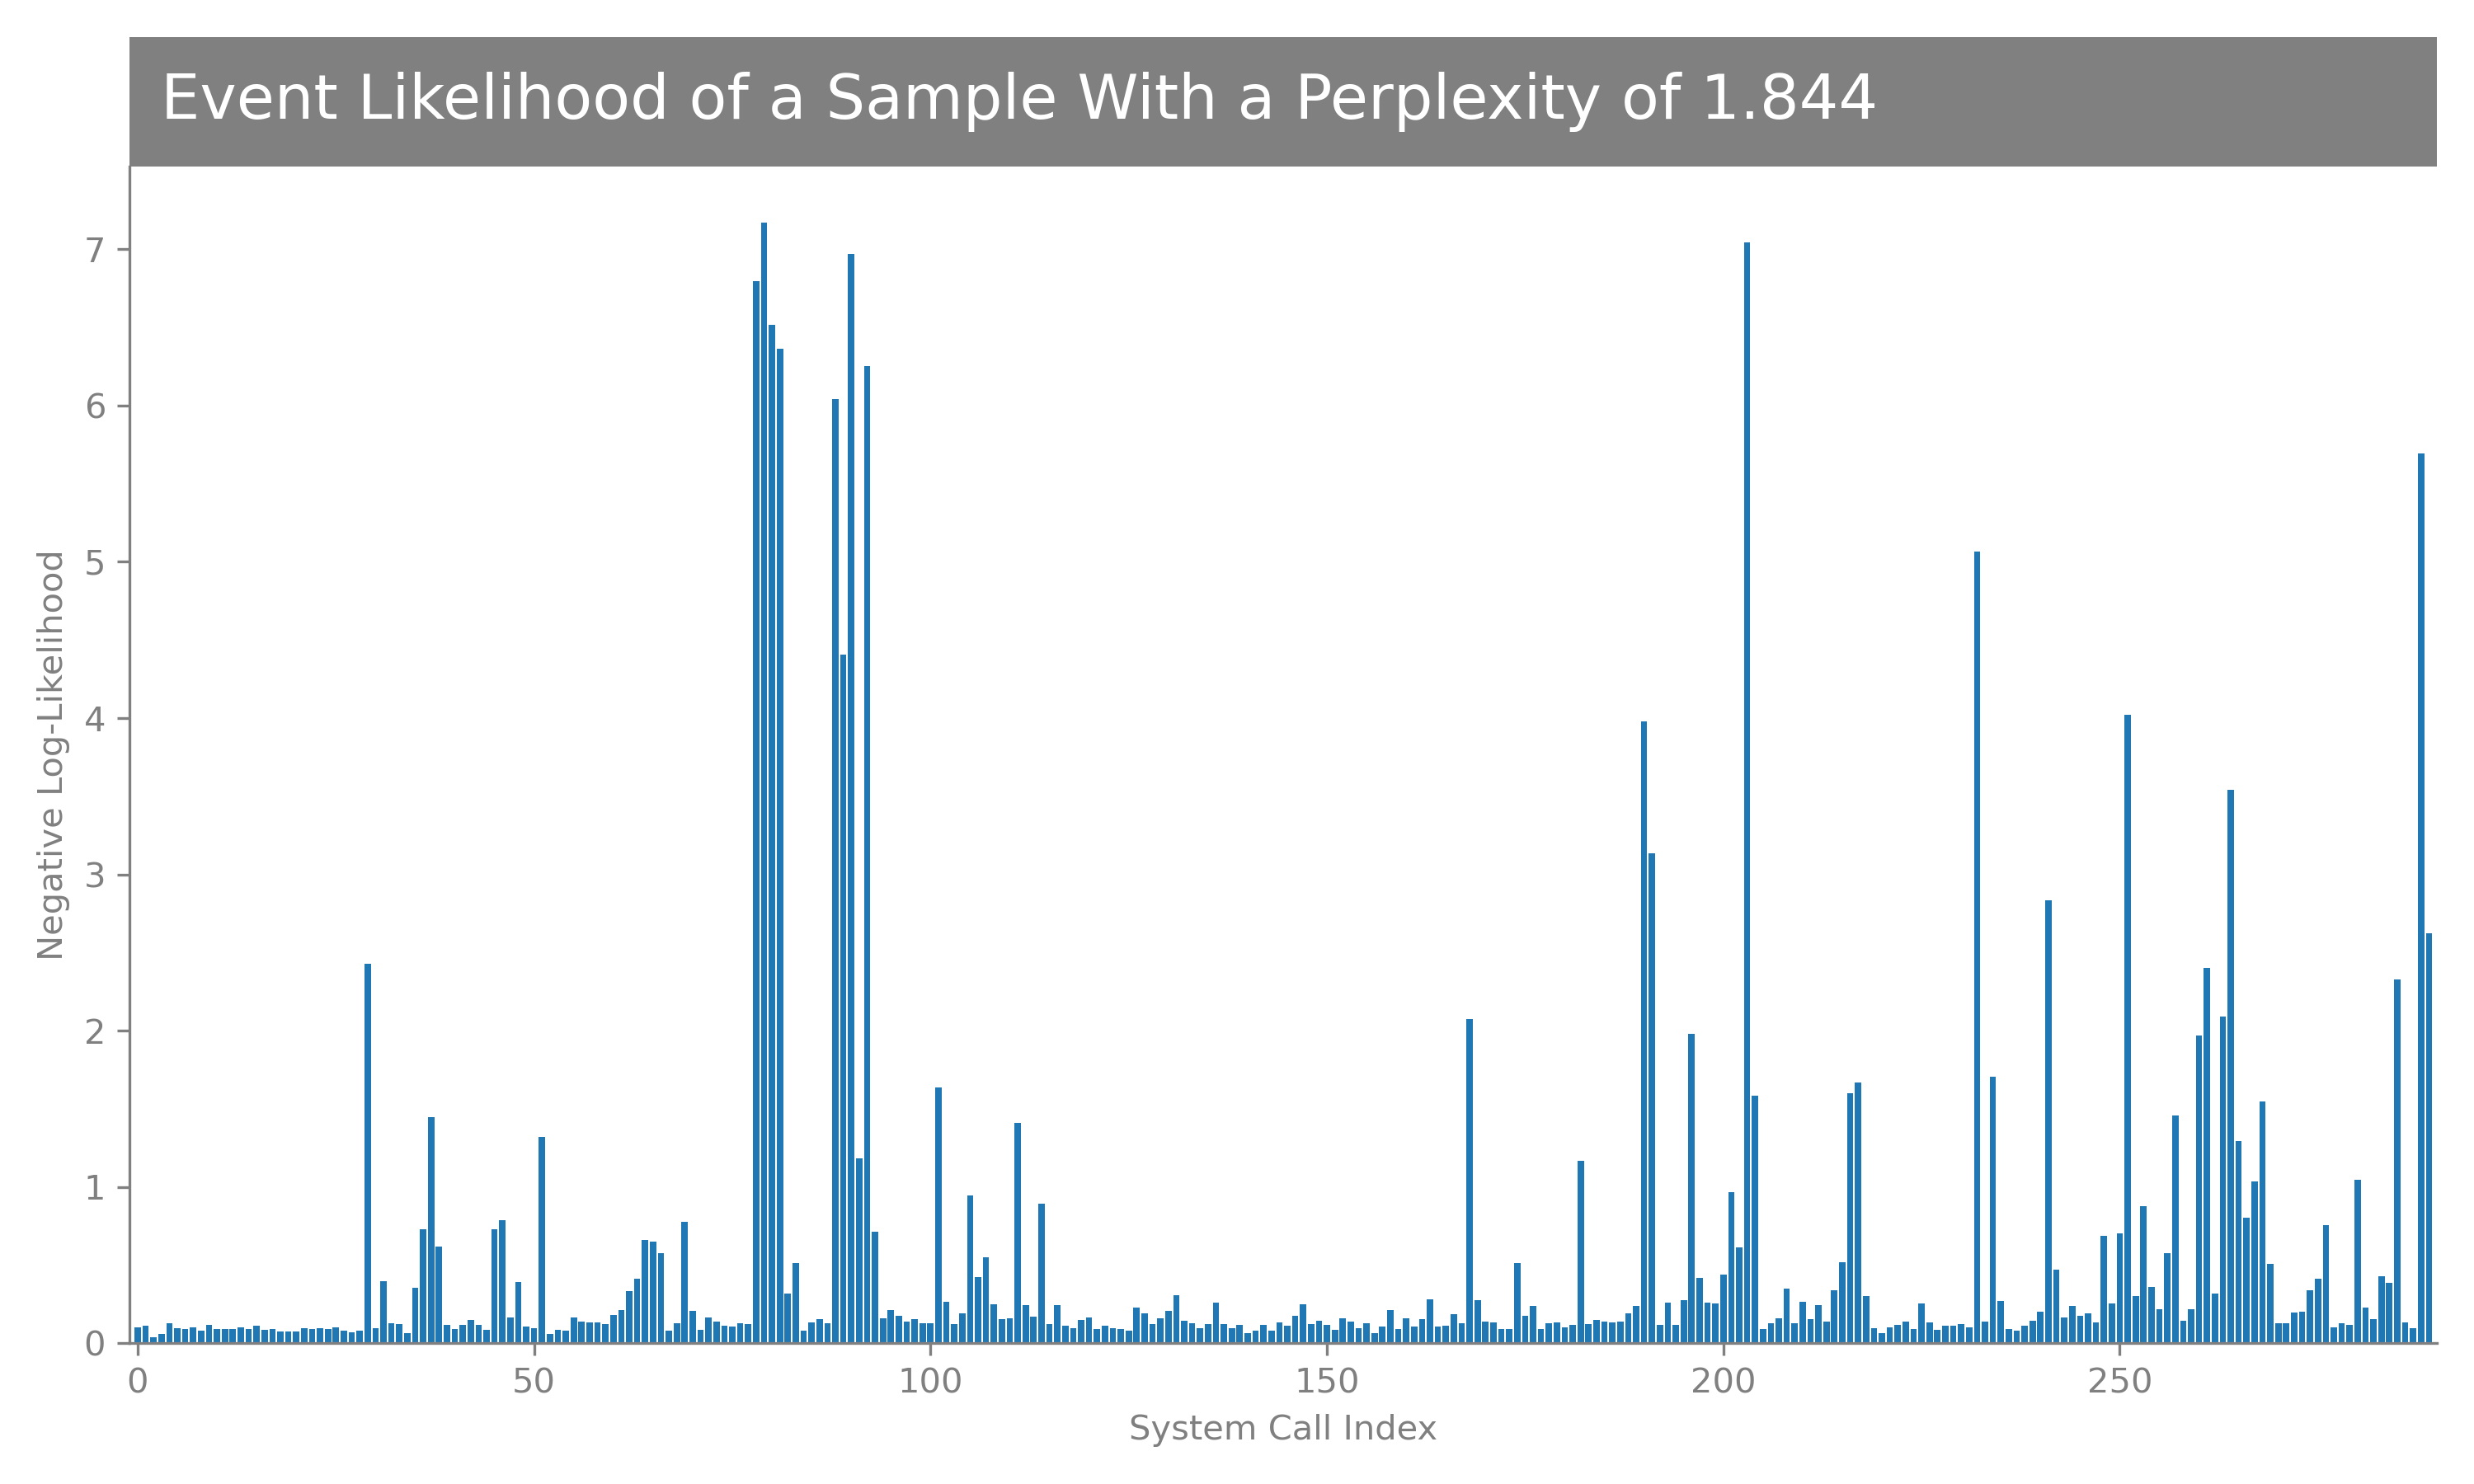 Event Likelihood of a Sample With a Perplexity of 1.844
Negative Log-Likelihood
7
6
5
4
3
2
1
0
0 50 100 150 200 250
System Call Index